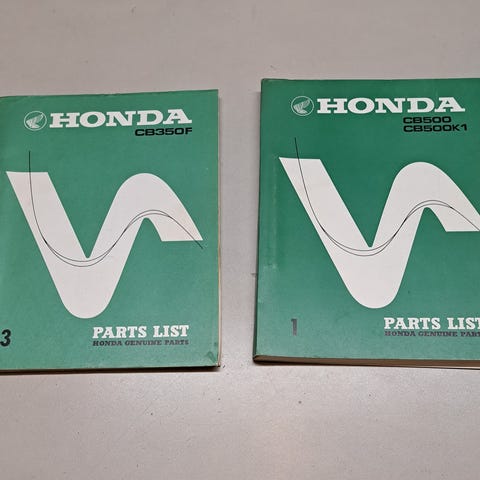 HONDA
CB350F
3
PARTS LIST
HONDA GENUINE PARTS
HONDA
CB500
CB500K1
1
PARTS LIST
HONDA GENUINE PARTS